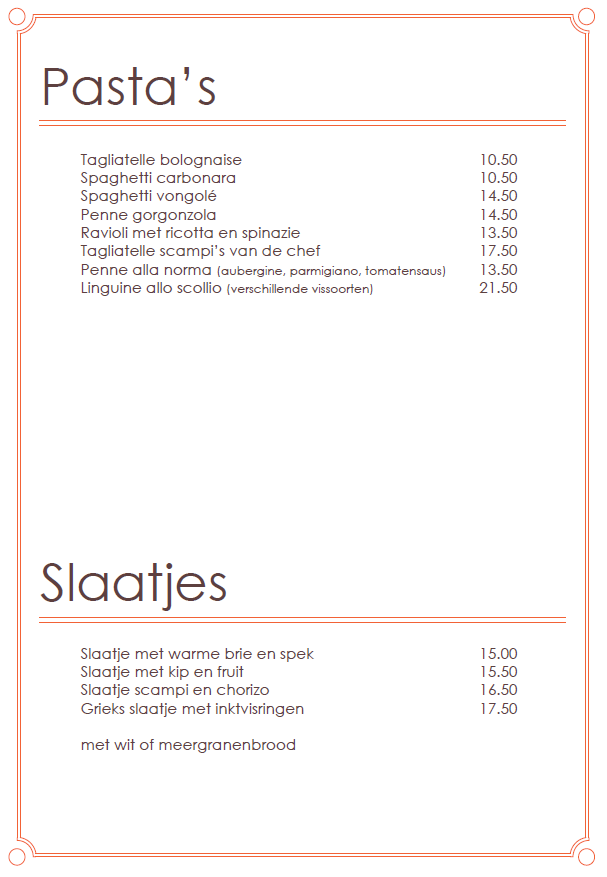 Pasta's
Tagliatelle bolognaise 10.50
Spaghetti carbonara 10.50
Spaghetti vongolé 14.50
Penne gorgonzola 14.50
Ravioli met ricotta en spinazie 13.50
Tagliatelle scampi's van de chef 17.50
Penne alla norma (aubergine, parmigiano, tomatensaus) 13.50
Linguine allo scollio (verschillende vissoorten) 21.50
Slaatjes
Slaatje met warme brie en spek 15.00
Slaatje met kip en fruit 15.50
Slaatje scampi en chorizo 16.50
Grieks slaatje met inktvisringen 17.50
met wit of meergranenbrood